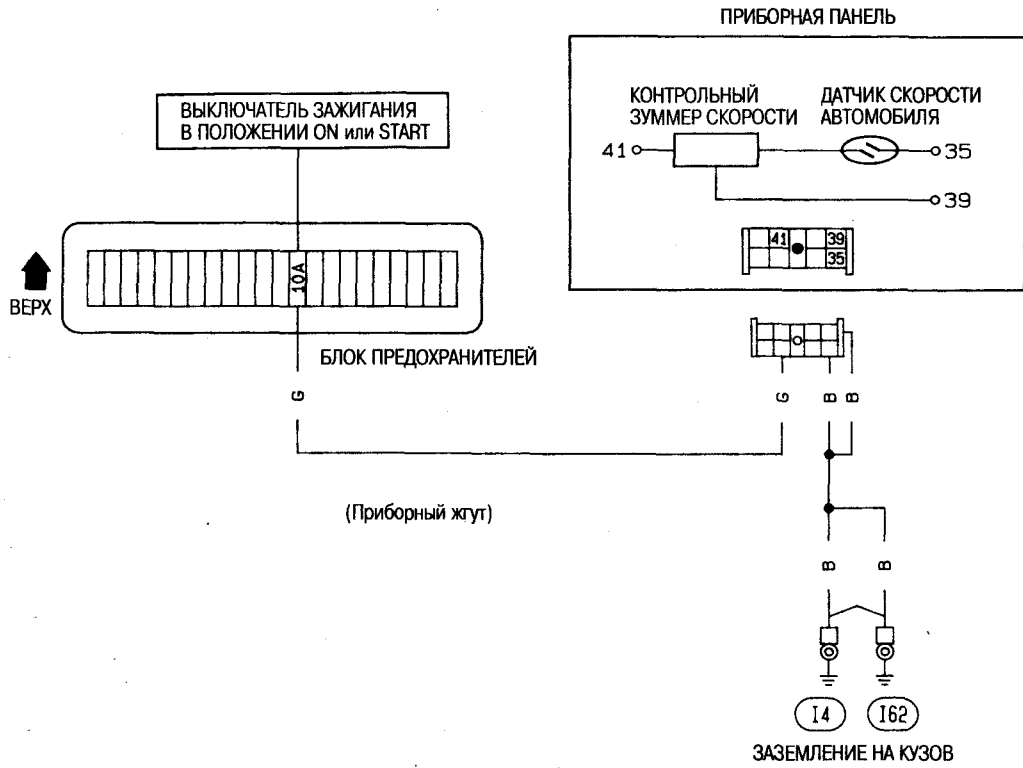 ПРИБОРНАЯ ПАНЕЛЬ
ВЫКЛЮЧАТЕЛЬ ЗАЖИГАНИЯ
В ПОЛОЖЕНИИ ON или START
КОНТРОЛЬНЫЙ
ЗУММЕР СКОРОСТИ
ДАТЧИК СКОРОСТИ
АВТОМОБИЛЯ
41
35
39
41
39
35
10A
ВЕРХ
БЛОК ПРЕДОХРАНИТЕЛЕЙ
G
G
B
B
(Приборный жгут)
B
B
I4
I62
ЗАЗЕМЛЕНИЕ НА КУЗОВ